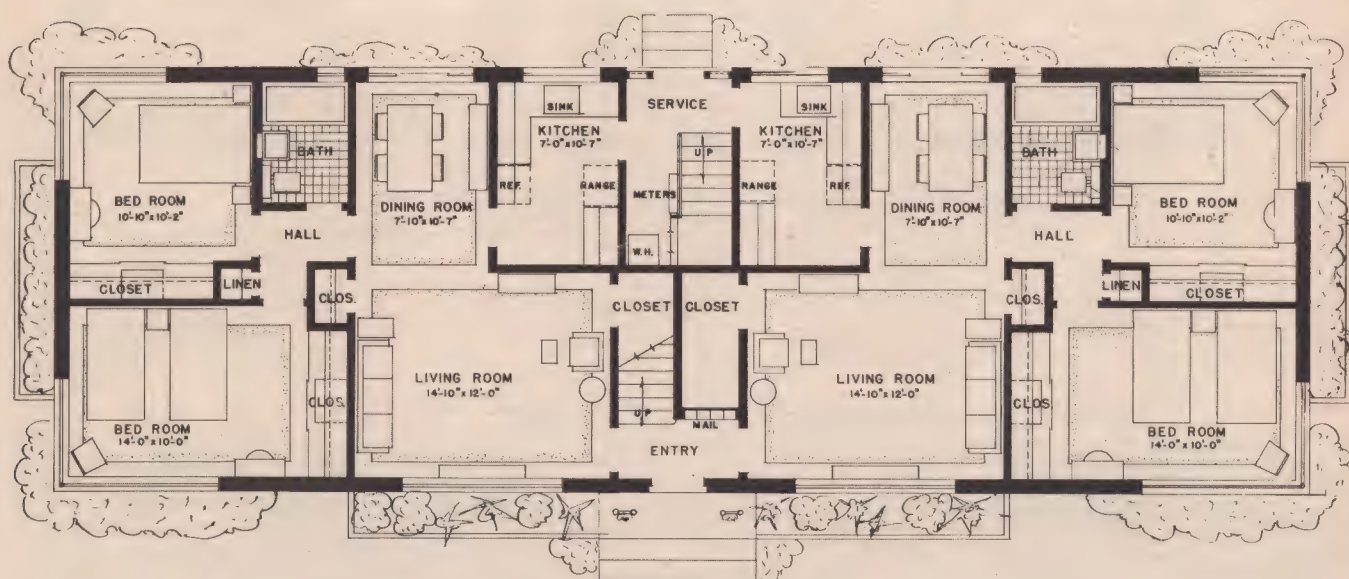 SERVICE
SINK
SINK
KITCHEN
7'-0"x10'-7"
KITCHEN
7'-0"x10'-7"
BATH
UP
BATH
REF.
RANGE
METERS
RANGE
REF.
BED ROOM
10'-10"x10'-2"
DINING ROOM
7'-10"x10'-7"
DINING ROOM
7'-10"x10'-7"
BED ROOM
10'-10"x10'-2"
HALL
W.H.
HALL
CLOSET
LINEN
CLOS.
CLOSET
CLOSET
CLOS.
LINEN
CLOSET
LIVING ROOM
14'-10"x12'-0"
LIVING ROOM
14'-10"x12'-0"
BED ROOM
14'-0"x10'-0"
CLOS.
UP
MAIL
CLOS.
BED ROOM
14'-0"x10'-0"
ENTRY